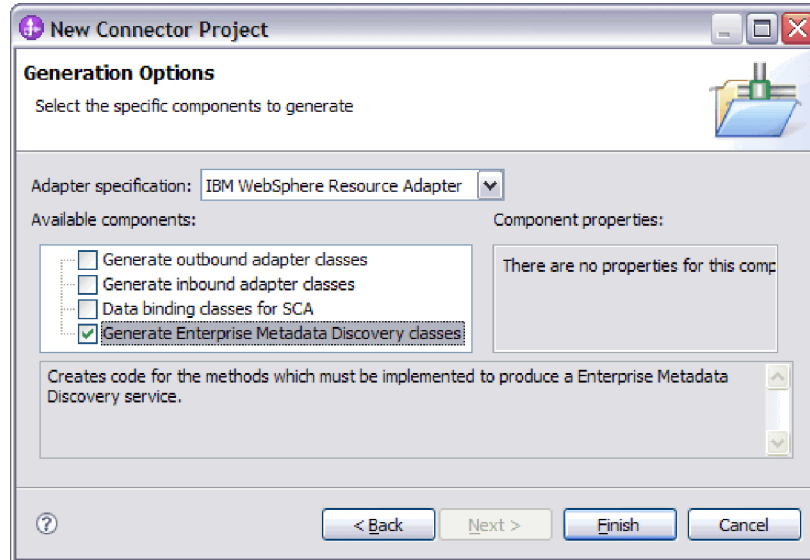 New Connector Project
Generation Options
Select the specific components to generate
Adapter specification: IBM WebSphere Resource Adapter
Available components:
Component properties:
Generate outbound adapter classes
Generate inbound adapter classes
Data binding classes for SCA
Generate Enterprise Metadata Discovery classes
There are no properties for this comp
Creates code for the methods which must be implemented to produce a Enterprise Metadata
Discovery service.
?
< Back
Next >
Finish
Cancel